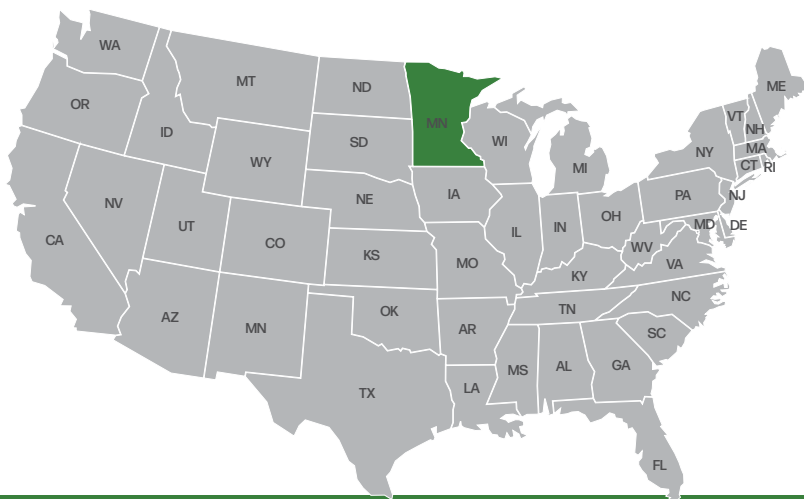 WA
MT
ND
MN
ME
OR
ID
SD
WI
VT
NH
WY
MI
NY
MA
CT
RI
NV
NE
IA
PA
NJ
UT
IL
IN
OH
MD
DE
CA
CO
KS
MO
WV
VA
KY
NC
AZ
MN
OK
AR
TN
SC
TX
LA
MS
AL
GA
FL